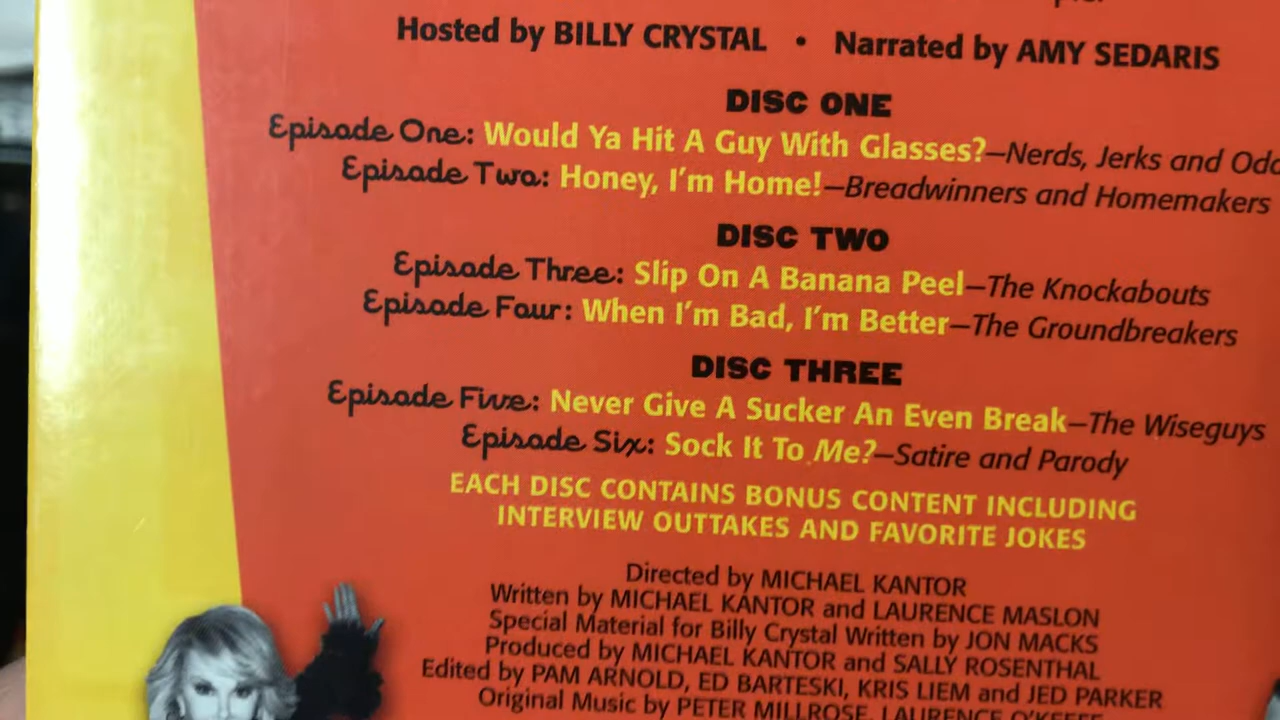 Hosted by BILLY CRYSTAL • Narrated by AMY SEDARIS
DISC ONE
Episode One: Would Ya Hit A Guy With Glasses?—Nerds, Jerks and
Episode Two: Honey, I'm Home!—Breadwinners and Homemakers
DISC TWO
Episode Three: Slip On A Banana Peel—The Knockabouts
Episode Four: When I'm Bad, I'm Better—The Groundbreakers
DISC THREE
Episode Five: Never Give A Sucker An Even Break—The Wiseguys
Episode Six: Sock It To Me?—Satire and Parody
EACH DISC CONTAINS BONUS CONTENT INCLUDING
INTERVIEW OUTTAKES AND FAVORITE JOKES
Directed by MICHAEL KANTOR
Written by MICHAEL KANTOR and LAURENCE MASLON
Special Material for Billy Crystal Written by JON MACKS
Produced by MICHAEL KANTOR and SALLY ROSENTHAL
Edited by PAM ARNOLD, ED BARTESKI, KRIS LIEM and JED PARKER
Original Music by PETER MILLROSE, LAURENCE O'KEEFE